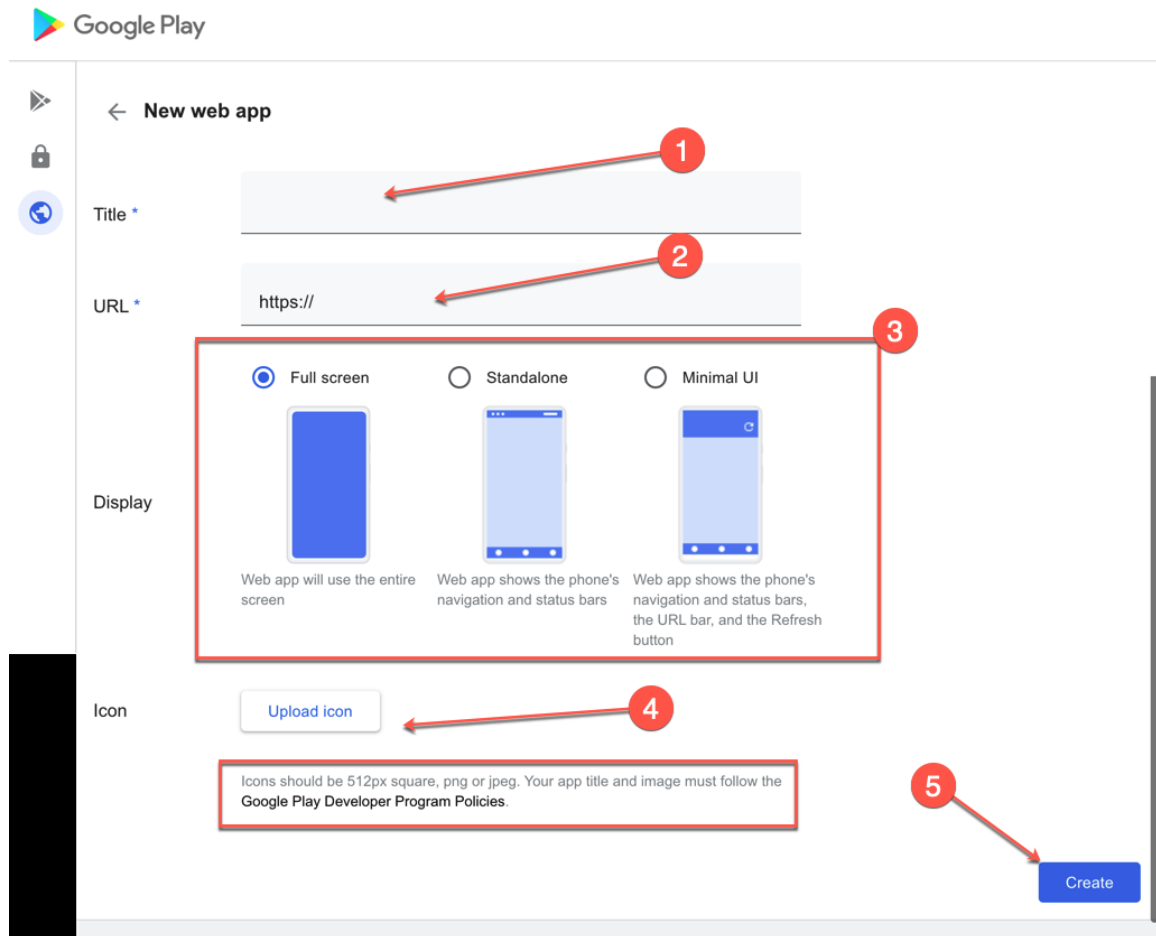 Google Play
New web app
1
Title *
2
URL *
https://
3
Full screen
Standalone
Minimal UI
Display
Web app will use the entire
screen
Web app shows the phone's
navigation and status bars
Web app shows the phone's
navigation and status bars,
the URL bar, and the Refresh
button
4
Icon
Upload icon
Icons should be 512px square, png or jpeg. Your app title and image must follow the
Google Play Developer Program Policies.
5
Create